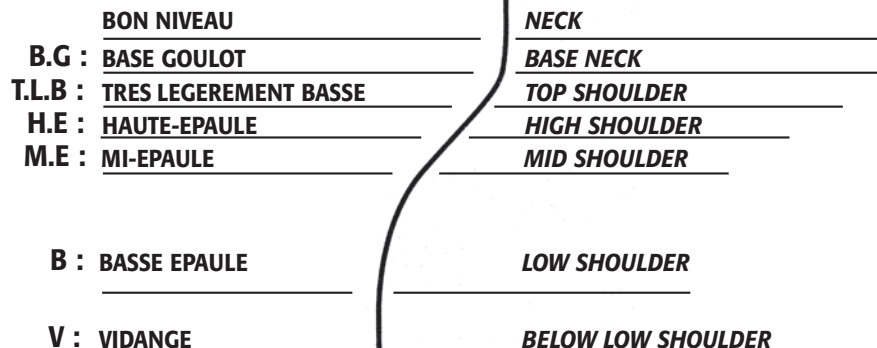 BON NIVEAU NECK
B.G : BASE GOULOT BASE NECK
T.L.B : TRES LEGEREMENT BASSE TOP SHOULDER
H.E : HAUTE-EPAULE HIGH SHOULDER
M.E : MI-EPAULE MID SHOULDER
B : BASSE EPAULE LOW SHOULDER
V : VIDANGE BELOW LOW SHOULDER